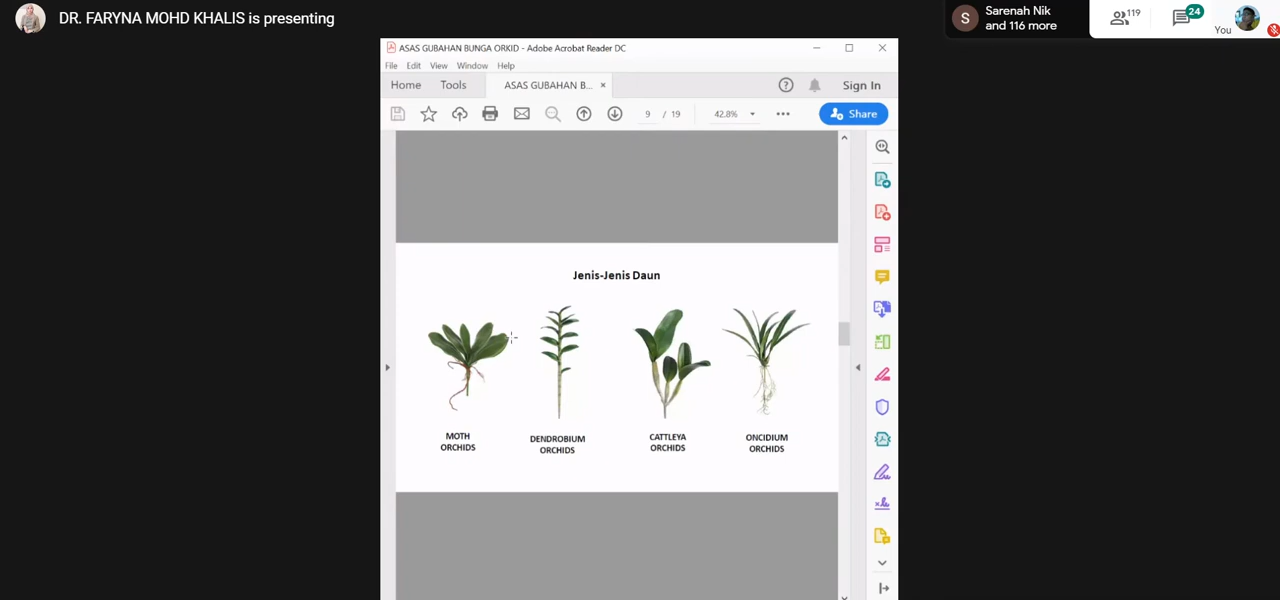 DR. FARYNA MOHD KHALIS is presenting
S
Sarenah Nik
and 116 more
119
24
You
ASAS GUBAHAN BUNGA ORKID - Adobe Acrobat Reader DC
File Edit View Window Help
Home Tools ASAS GUBAHAN B... × Sign In
9 / 19 42.8% Share
Jenis-Jenis Daun
MOTH
ORCHIDS
DENDROBIUM
ORCHIDS
CATTLEYA
ORCHIDS
ONCIDIUM
ORCHIDS